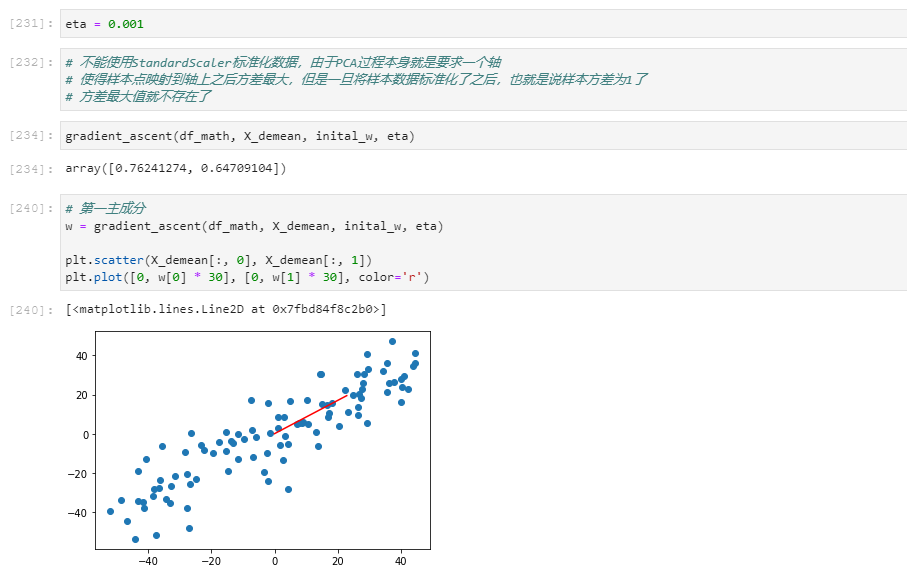 [231]: eta = 0.001
[232]: # 不能使用StandardScaler标准化数据，由于PCA过程本身就是要求一个轴
# 使得样本点映射到轴上之后方差最大，但是一旦将样本数据标准化了之后，也就是说样本方差为1了
# 方差最大值就不存在了
[234]: gradient_ascent(df_math, X_demean, inital_w, eta)
[234]: array([0.76241274, 0.64709104])
[240]: # 第一主成分
w = gradient_ascent(df_math, X_demean, inital_w, eta)
plt.scatter(X_demean[:, 0], X_demean[:, 1])
plt.plot([0, w[0] * 30], [0, w[1] * 30], color='r')
[240]: [<matplotlib.lines.Line2D at 0x7fbd84f8c2b0>]
40
20
0
−20
−40
−40 −20 0 20 40